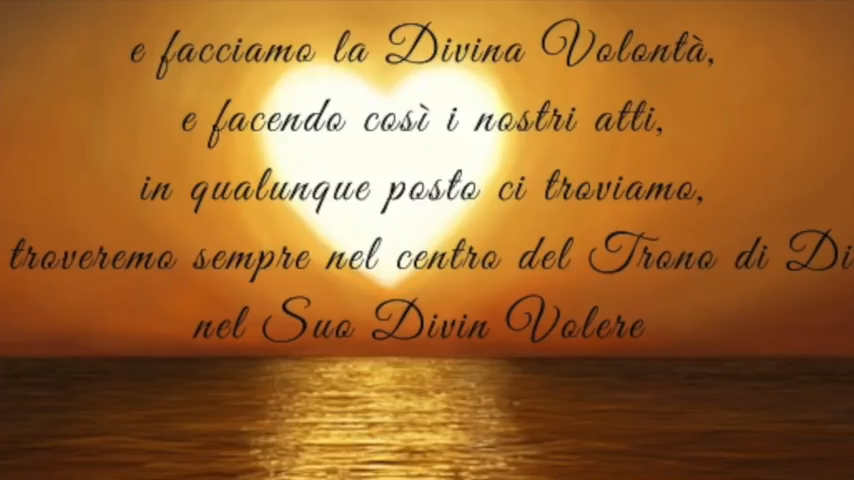 e facciamo la Divina Volontà,
e facendo così i nostri atti,
in qualunque posto ci troviamo,
troveremo sempre nel centro del Trono di Di
nel Suo Divin Volere